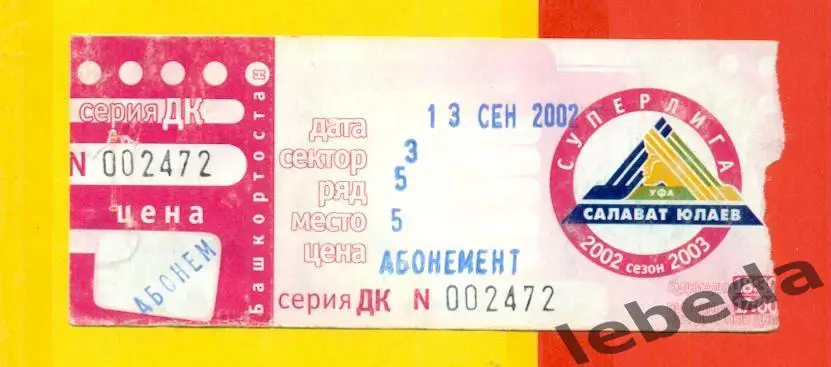 серия ДК
N 002472
цена
АБОНЕМ
Башкортостан
дата 13 СЕН 2002
сектор 3
ряд 5
место 5
цена АБОНЕМЕНТ
серия ДК N 002472
СУПЕРЛИГА
УФА
САЛАВАТ ЮЛАЕВ
2002 сезон 2003
lebeda